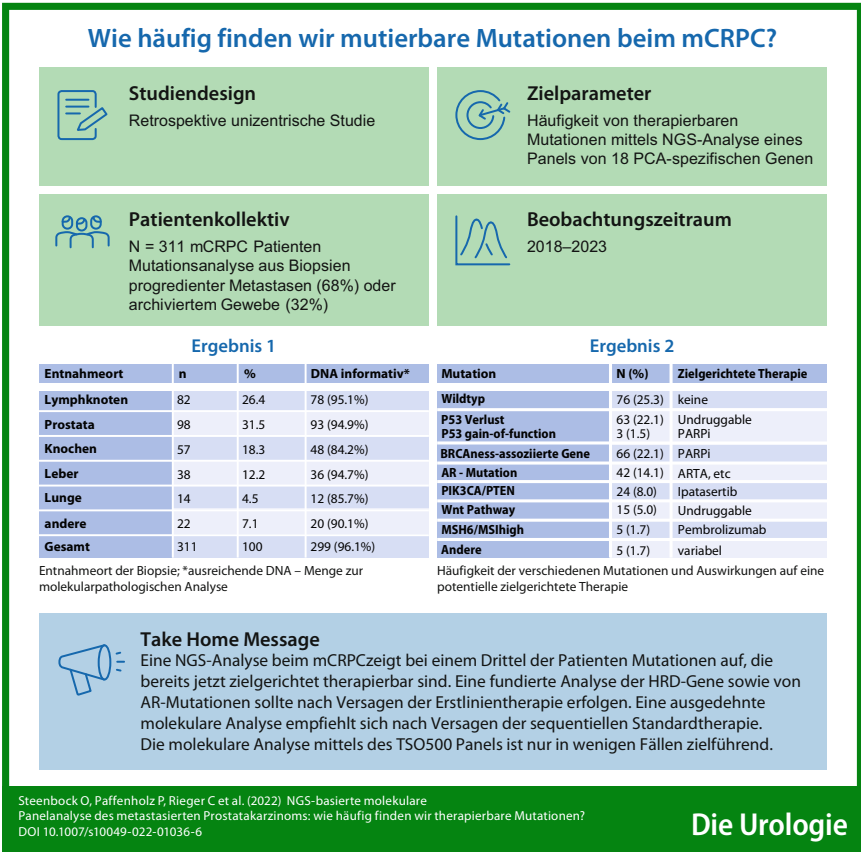 Wie häufig finden wir mutierbare Mutationen beim mCRPC?
Studiendesign
Retrospektive unizentrische Studie
Zielparameter
Häufigkeit von therapierbaren
Mutationen mittels NGS-Analyse eines
Panels von 18 PCA-spezifischen Genen
Patientenkollektiv
N = 311 mCRPC Patienten
Mutationsanalyse aus Biopsien
progredienter Metastasen (68%) oder
archiviertem Gewebe (32%)
Beobachtungszeitraum
2018–2023
Ergebnis 1
Entnahmeort n % DNA informativ*
Lymphknoten 82 26.4 78 (95.1%)
Prostata 98 31.5 93 (94.9%)
Knochen 57 18.3 48 (84.2%)
Leber 38 12.2 36 (94.7%)
Lunge 14 4.5 12 (85.7%)
andere 22 7.1 20 (90.1%)
Gesamt 311 100 299 (96.1%)
Entnahmeort der Biopsie; *ausreichende DNA – Menge zur
molekularpathologischen Analyse
Ergebnis 2
Mutation N (%) Zielgerichtete Therapie
Wildtyp 76 (25.3) keine
P53 Verlust 63 (22.1) Undruggable
P53 gain-of-function 3 (1.5) PARPi
BRCAness-assoziierte Gene 66 (22.1) PARPi
AR - Mutation 42 (14.1) ARTA, etc
PIK3CA/PTEN 24 (8.0) Ipatasertib
Wnt Pathway 15 (5.0) Undruggable
MSH6/MSIhigh 5 (1.7) Pembrolizumab
Andere 5 (1.7) variabel
Häufigkeit der verschiedenen Mutationen und Auswirkungen auf eine
potentielle zielgerichtete Therapie
Take Home Message
Eine NGS-Analyse beim mCRPCzeigt bei einem Drittel der Patienten Mutationen auf, die
bereits jetzt zielgerichtet therapierbar sind. Eine fundierte Analyse der HRD-Gene sowie von
AR-Mutationen sollte nach Versagen der Erstlinientherapie erfolgen. Eine ausgedehnte
molekulare Analyse empfiehlt sich nach Versagen der sequentiellen Standardtherapie.
Die molekulare Analyse mittels des TSO500 Panels ist nur in wenigen Fällen zielführend.
Steenbock O, Paffenholz P, Rieger C et al. (2022) NGS-basierte molekulare
Panelanalyse des metastasierten Prostatakarzinoms: wie häufig finden wir therapierbare Mutationen?
DOI 10.1007/s10049-022-01036-6
Die Urologie